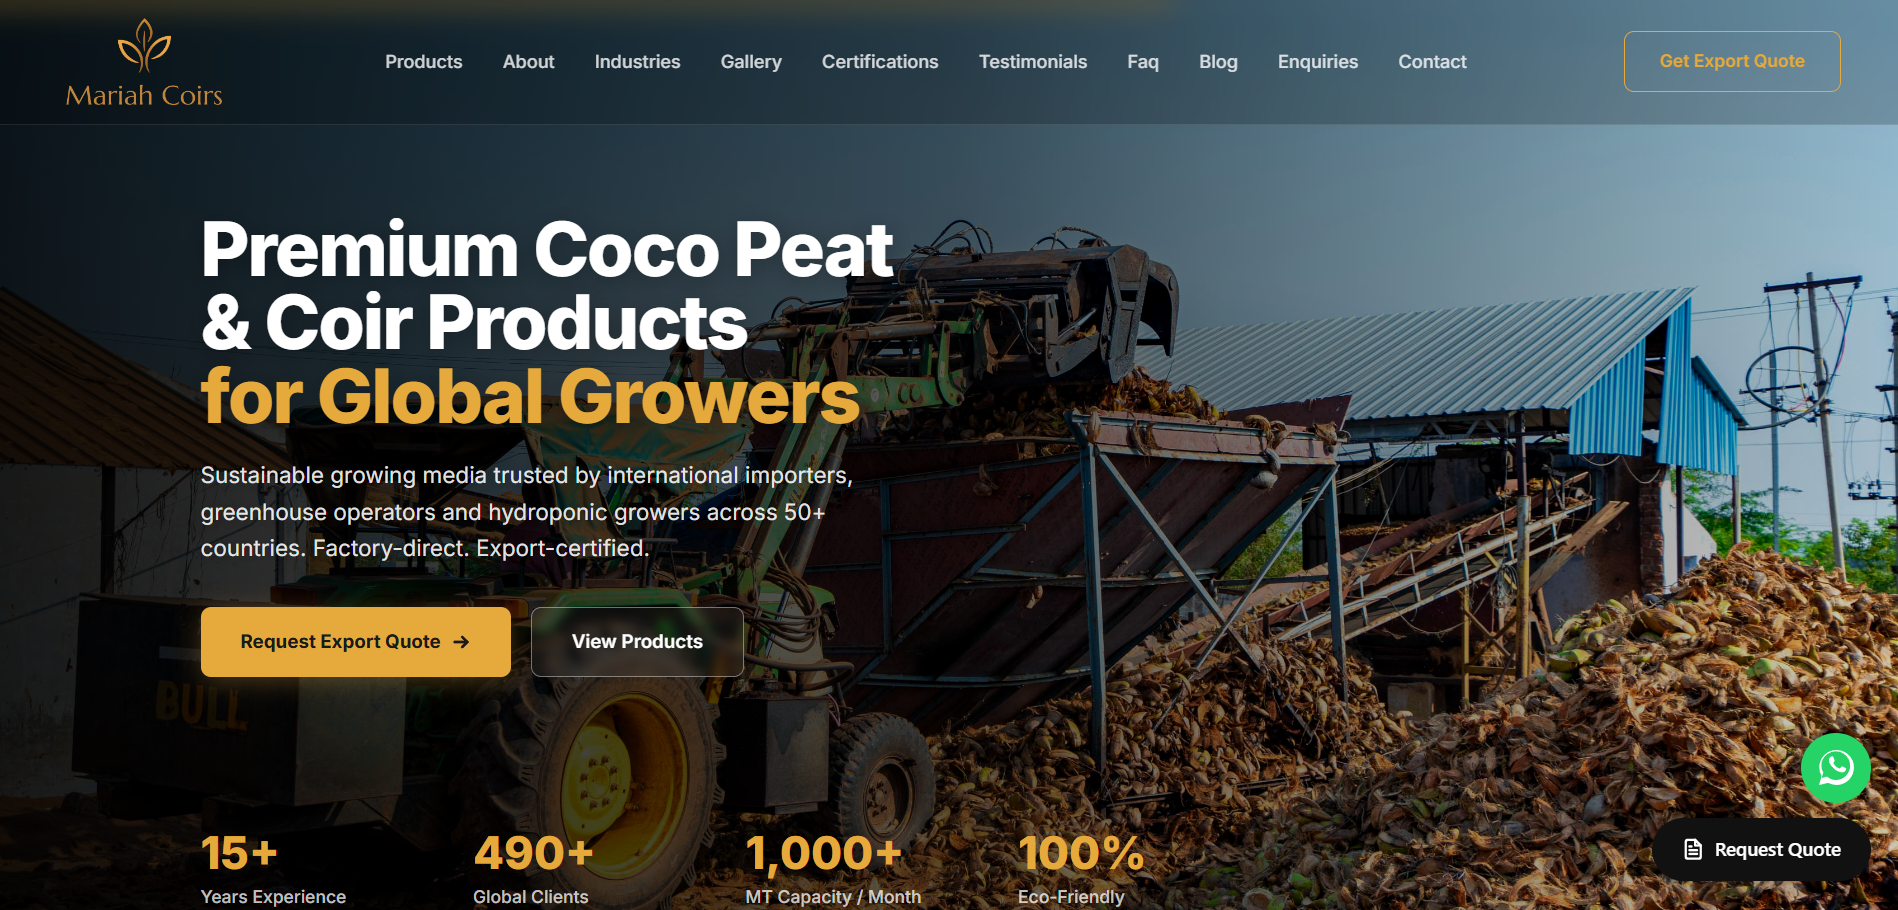 Mariah Coirs
Products About Industries Gallery Certifications Testimonials Faq Blog Enquiries Contact
Get Export Quote
Premium Coco Peat
& Coir Products
for Global Growers
Sustainable growing media trusted by international importers,
greenhouse operators and hydroponic growers across 50+
countries. Factory-direct. Export-certified.
Request Export Quote →
View Products
BULL
15+
Years Experience
490+
Global Clients
1,000+
MT Capacity / Month
100%
Eco-Friendly
Request Quote